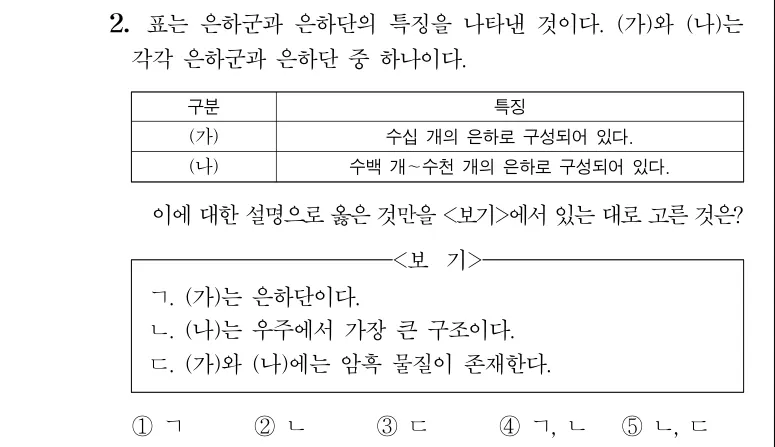 2. 표는 은하군과 은하단의 특징을 나타낸 것이다. (가)와 (나)는
각각 은하군과 은하단 중 하나이다.
구분 특징
(가) 수십 개의 은하로 구성되어 있다.
(나) 수백 개～수천 개의 은하로 구성되어 있다.
이에 대한 설명으로 옳은 것만을 <보기>에서 있는 대로 고른 것은?
<보 기>
ㄱ. (가)는 은하단이다.
ㄴ. (나)는 우주에서 가장 큰 구조이다.
ㄷ. (가)와 (나)에는 암흑 물질이 존재한다.
① ㄱ ② ㄴ ③ ㄷ ④ ㄱ, ㄴ ⑤ ㄴ, ㄷ